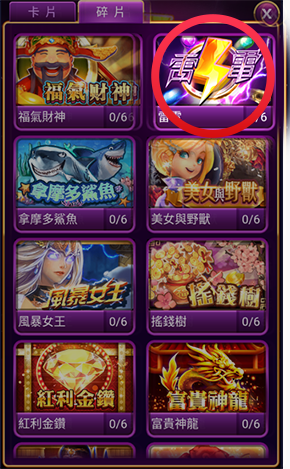 卡片 碎片
福氣財神 雷電
福氣財神 0/6 雷電 0/6
拿摩多鯊魚 美女與野獸
拿摩多鯊魚 0/6 美女與野獸 0/6
風暴女王 搖錢樹
風暴女王 0/6 搖錢樹 0/6
紅利金鑽 富貴神龍
紅利金鑽 0/6 富貴神龍 0/6